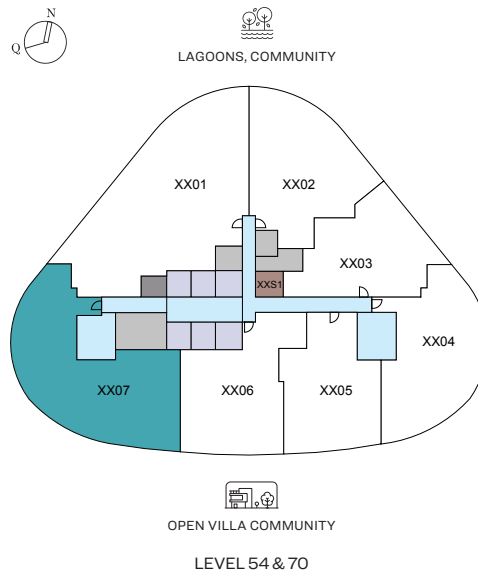 N
Q
LAGOONS, COMMUNITY
XX01
XX02
XX03
XXS1
XX04
XX07
XX06
XX05
OPEN VILLA COMMUNITY
LEVEL 54 & 70